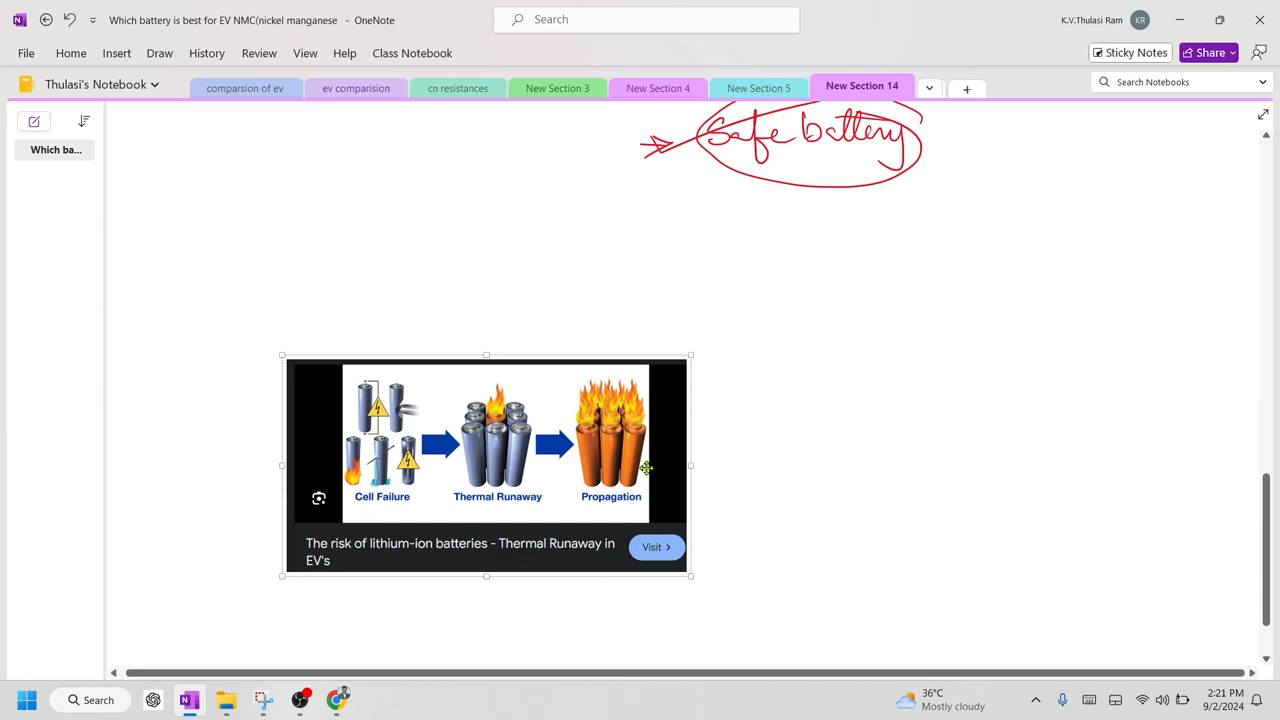 Which battery is best for EV NMC(nickel manganese - OneNote
Search
K.V.Thulasi Ram
KR
File Home Insert Draw History Review View Help Class Notebook
Sticky Notes
Share
Thulasi's Notebook
comparsion of ev
ev comparision
cn resistances
New Section 3
New Section 4
New Section 5
New Section 14
Search Notebooks
Which ba...
Safe battery
Cell Failure
Thermal Runaway
Propagation
The risk of lithium-ion batteries - Thermal Runaway in
EV's
Visit
Search
36°C
Mostly cloudy
2:21 PM
9/2/2024